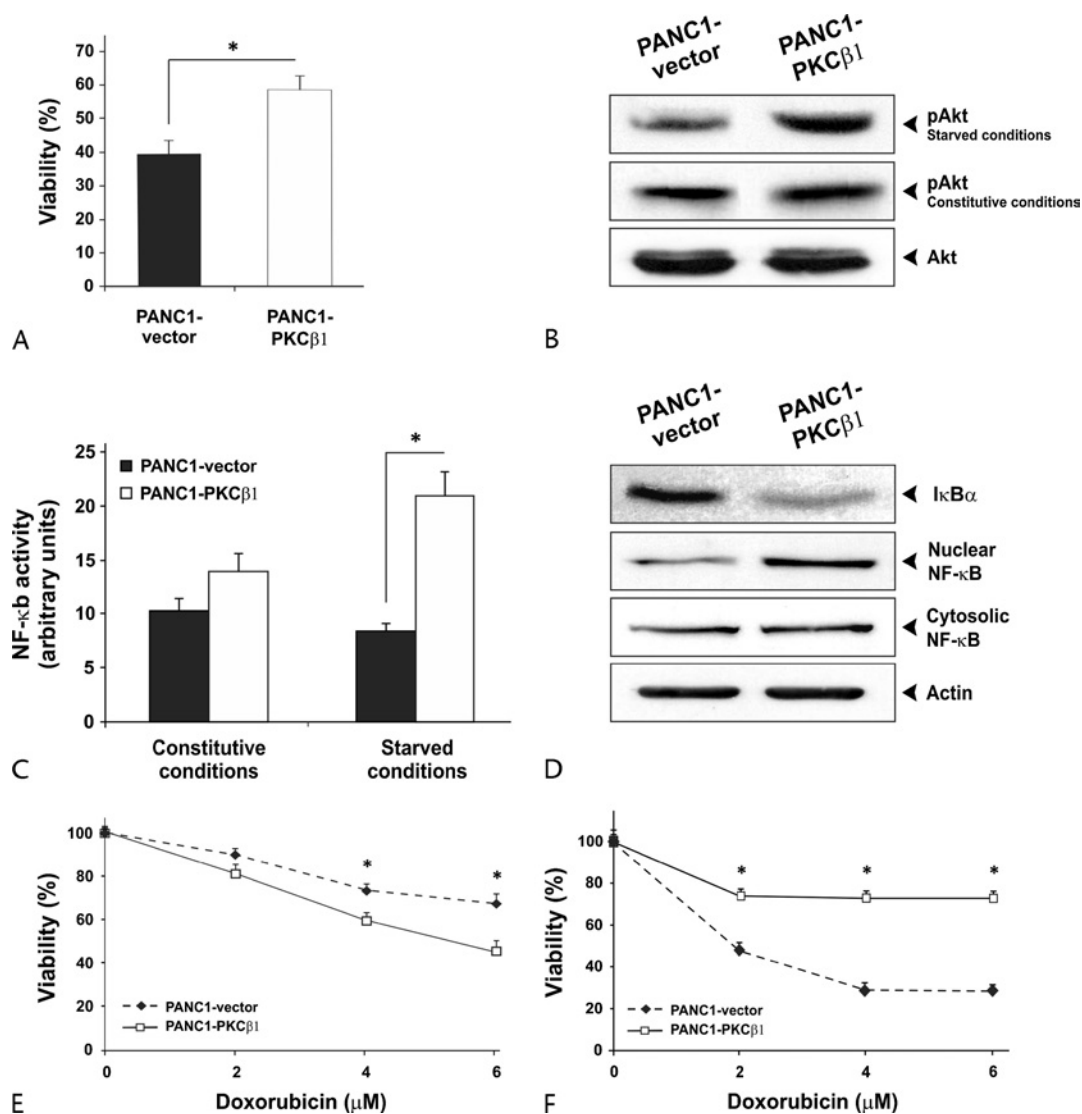 70
60
50
40
30
20
10
0
Viability (%)
*
PANC1-
vector
PANC1-
PKCβ1
A
PANC1-
vector
PANC1-
PKCβ1
pAkt
Starved conditions
pAkt
Constitutive conditions
Akt
B
25
20
15
10
5
0
NF-κb activity
(arbitrary units)
PANC1-vector
PANC1-PKCβ1
*
Constitutive
conditions
Starved
conditions
C
PANC1-
vector
PANC1-
PKCβ1
IκBα
Nuclear
NF-κB
Cytosolic
NF-κB
Actin
D
100
80
60
40
20
0
Viability (%)
* *
PANC1-vector
PANC1-PKCβ1
0 2 4 6
Doxorubicin (μM)
E
100
80
60
40
20
0
Viability (%)
* * *
PANC1-vector
PANC1-PKCβ1
0 2 4 6
Doxorubicin (μM)
F